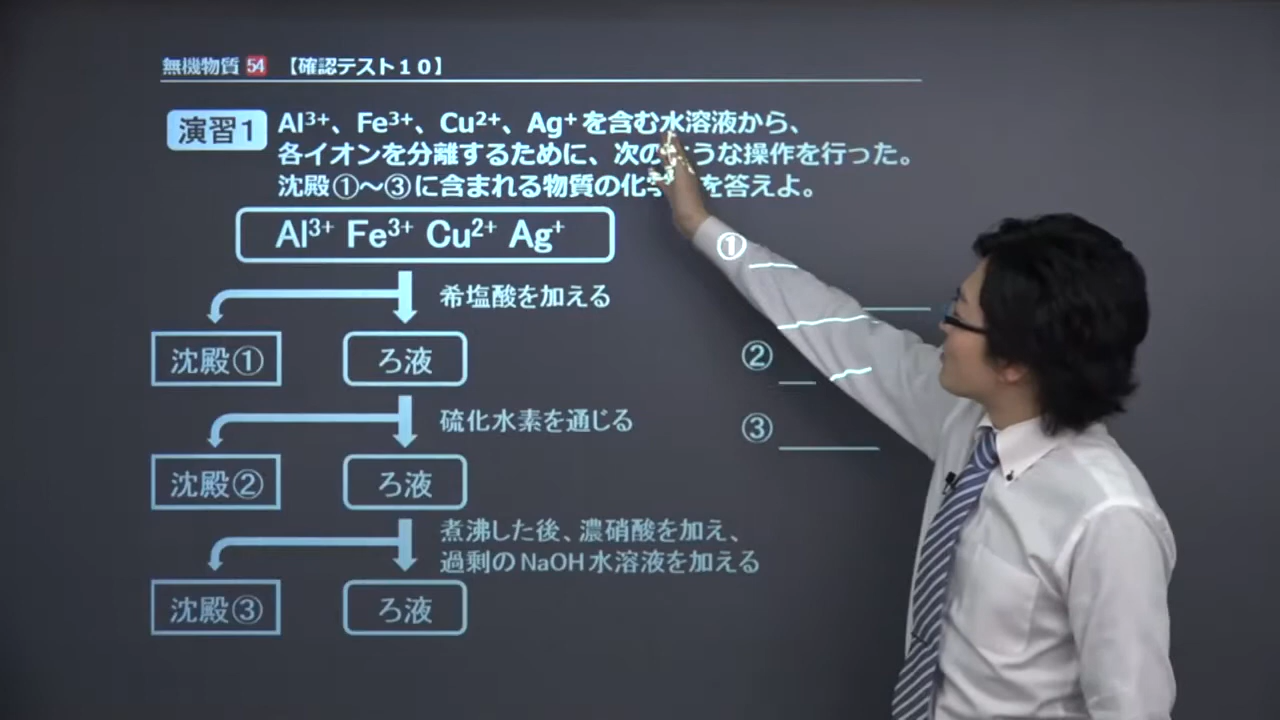 無機物質 54 【確認テスト10】
演習1 Al³⁺、Fe³⁺、Cu²⁺、Ag⁺を含む水溶液から、
各イオンを分離するために、次の うな操作を行った。
沈殿①～③に含まれる物質の化学 を答えよ。
Al³⁺ Fe³⁺ Cu²⁺ Ag⁺
希塩酸を加える
沈殿① ろ液
硫化水素を通じる
沈殿② ろ液
煮沸した後、濃硝酸を加え、
過剰のNaOH水溶液を加える
沈殿③ ろ液
①
②
③